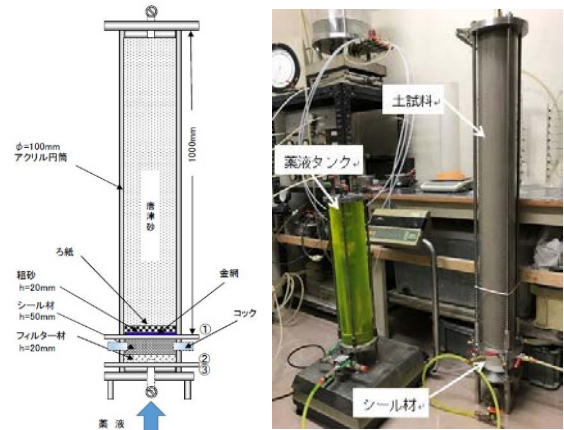 φ=100mm
アクリル円筒
1000mm
唐津砂
ろ紙
金網
粗砂
h=20mm
シール材
h=50mm
フィルター材
h=20mm
コック
①
②
③
薬 液
土試料
薬液タンク
シール材